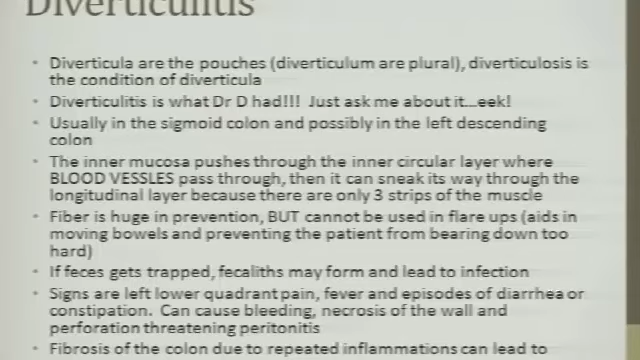 Diverticulitis
• Diverticula are the pouches (diverticulum are plural), diverticulosis is
the condition of diverticula
• Diverticulitis is what Dr D had!!! Just ask me about it...eek!
• Usually in the sigmoid colon and possibly in the left descending
colon
• The inner mucosa pushes through the inner circular layer where
BLOOD VESSLES pass through, then it can sneak its way through the
longitudinal layer because there are only 3 strips of the muscle
• Fiber is huge in prevention, BUT cannot be used in flare ups (aids in
moving bowels and preventing the patient from bearing down too
hard)
• If feces gets trapped, fecaliths may form and lead to infection
• Signs are left lower quadrant pain, fever and episodes of diarrhea or
constipation. Can cause bleeding, necrosis of the wall and
perforation threatening peritonitis
• Fibrosis of the colon due to repeated inflammations can lead to